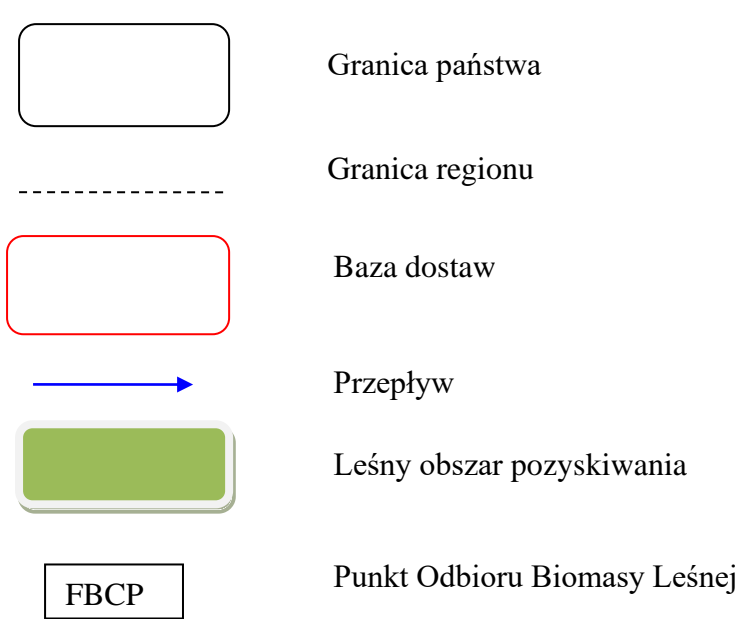 Granica państwa
Granica regionu
Baza dostaw
Przepływ
Leśny obszar pozyskiwania
FBCP
Punkt Odbioru Biomasy Leśnej